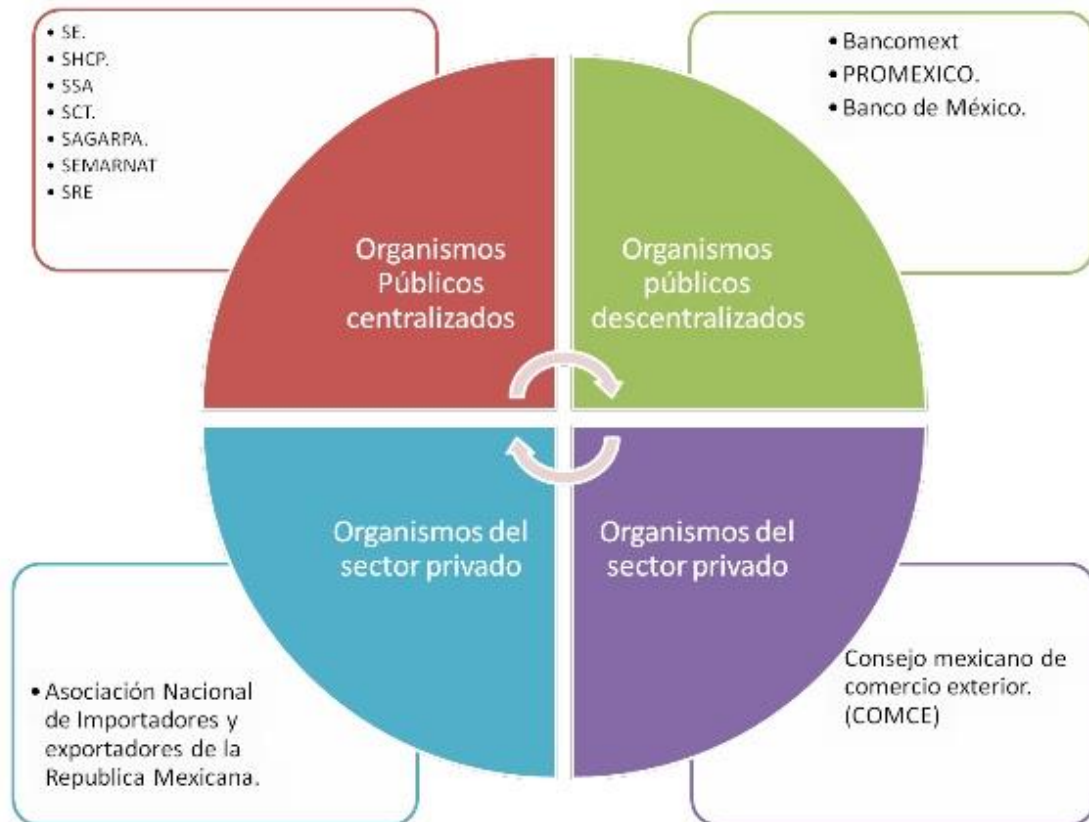 • SE.
• SHCP.
• SSA
• SCT.
• SAGARPA.
• SEMARNAT
• SRE
• Bancomext
• PROMEXICO.
• Banco de México.
Organismos
Públicos
centralizados
Organismos
públicos
descentralizados
Organismos del
sector privado
Organismos del
sector privado
• Asociación Nacional
de Importadores y
exportadores de la
Republica Mexicana.
Consejo mexicano de
comercio exterior.
(COMCE)